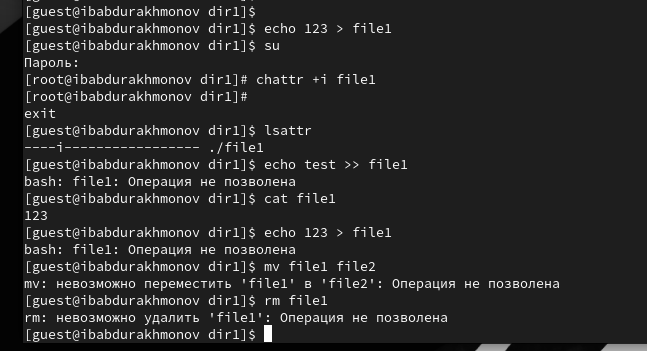 [guest@ibabdurakhmonov dir1]$
[guest@ibabdurakhmonov dir1]$ echo 123 > file1
[guest@ibabdurakhmonov dir1]$ su
Пароль:
[root@ibabdurakhmonov dir1]# chattr +i file1
[root@ibabdurakhmonov dir1]#
exit
[guest@ibabdurakhmonov dir1]$ lsattr
----i----------------- ./file1
[guest@ibabdurakhmonov dir1]$ echo test >> file1
bash: file1: Операция не позволена
[guest@ibabdurakhmonov dir1]$ cat file1
123
[guest@ibabdurakhmonov dir1]$ echo 123 > file1
bash: file1: Операция не позволена
[guest@ibabdurakhmonov dir1]$ mv file1 file2
mv: невозможно переместить 'file1' в 'file2': Операция не позволена
[guest@ibabdurakhmonov dir1]$ rm file1
rm: невозможно удалить 'file1': Операция не позволена
[guest@ibabdurakhmonov dir1]$